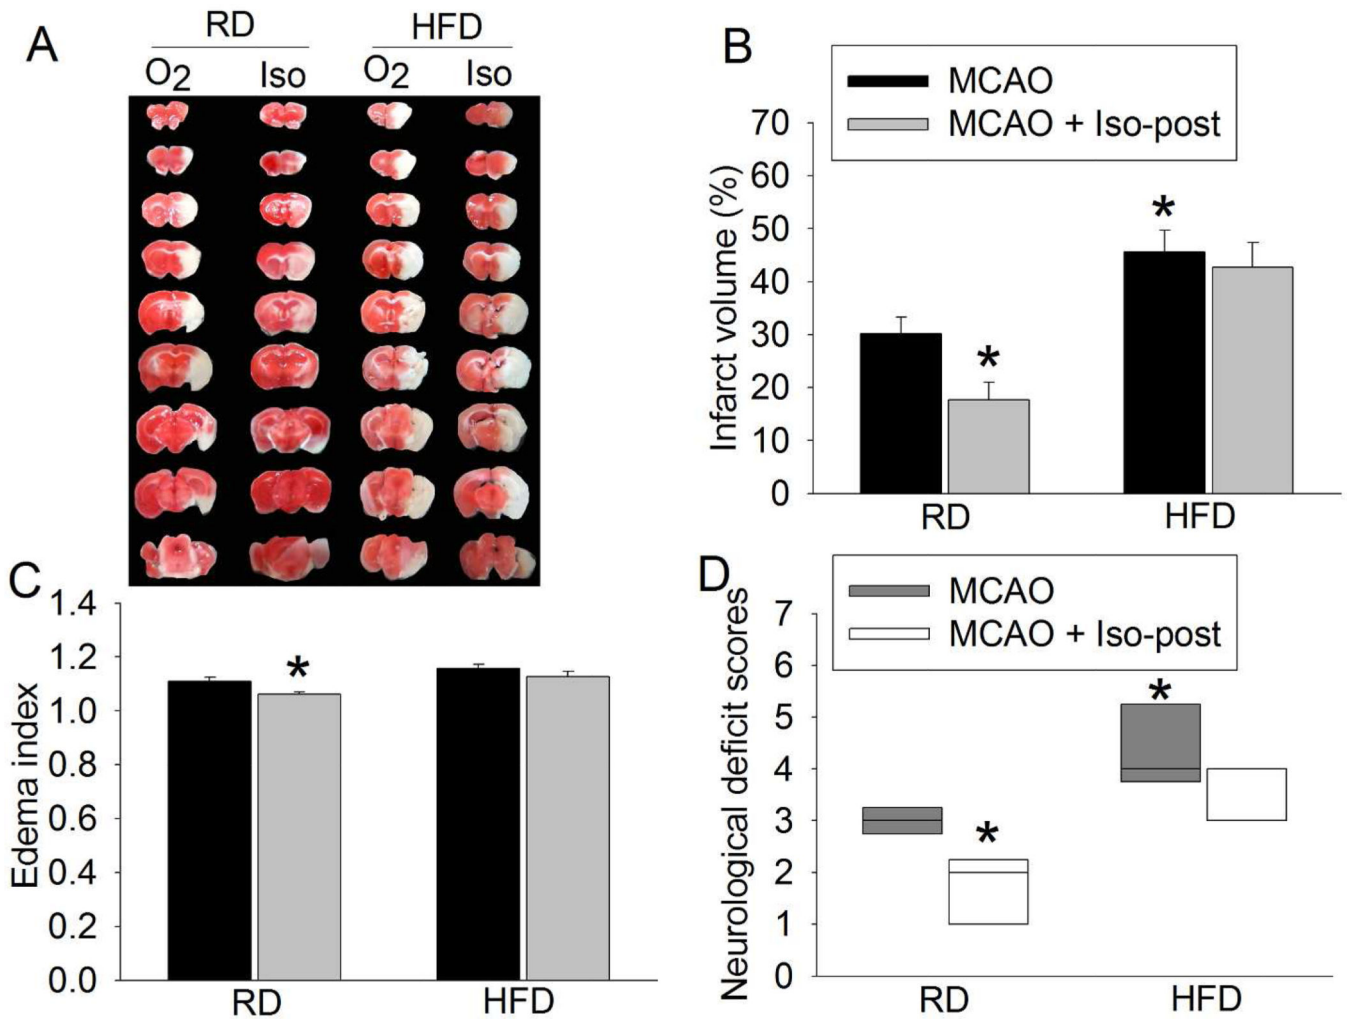 A
RD HFD
O2 Iso O2 Iso
B
MCAO
MCAO + Iso-post
Infarct volume (%)
70
60
50
40
30
20
10
0
*
*
RD HFD
C
Edema index
1.4
1.2
1.0
0.8
0.6
0.4
0.2
0.0
*
RD HFD
D
MCAO
MCAO + Iso-post
Neurological deficit scores
7
6
5
4
3
2
1
0
*
*
RD HFD